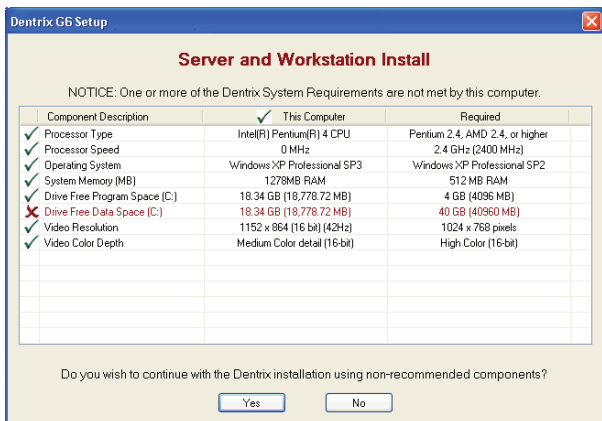 Dentrix G6 Setup
Server and Workstation Install
NOTICE: One or more of the Dentrix System Requirements are not met by this computer.
Component Description This Computer Required
Processor Type Intel(R) Pentium(R) 4 CPU Pentium 2.4, AMD 2.4, or higher
Processor Speed 0 MHz 2.4 GHz (2400 MHz)
Operating System Windows XP Professional SP3 Windows XP Professional SP2
System Memory (MB) 1278MB RAM 512 MB RAM
Drive Free Program Space (C:) 18.34 GB (18,778.72 MB) 4 GB (4096 MB)
Drive Free Data Space (C:) 18.34 GB (18,778.72 MB) 40 GB (40960 MB)
Video Resolution 1152 x 864 (16 bit) (42Hz) 1024 x 768 pixels
Video Color Depth Medium Color detail (16-bit) High Color (16-bit)
Do you wish to continue with the Dentrix installation using non-recommended components?
Yes No